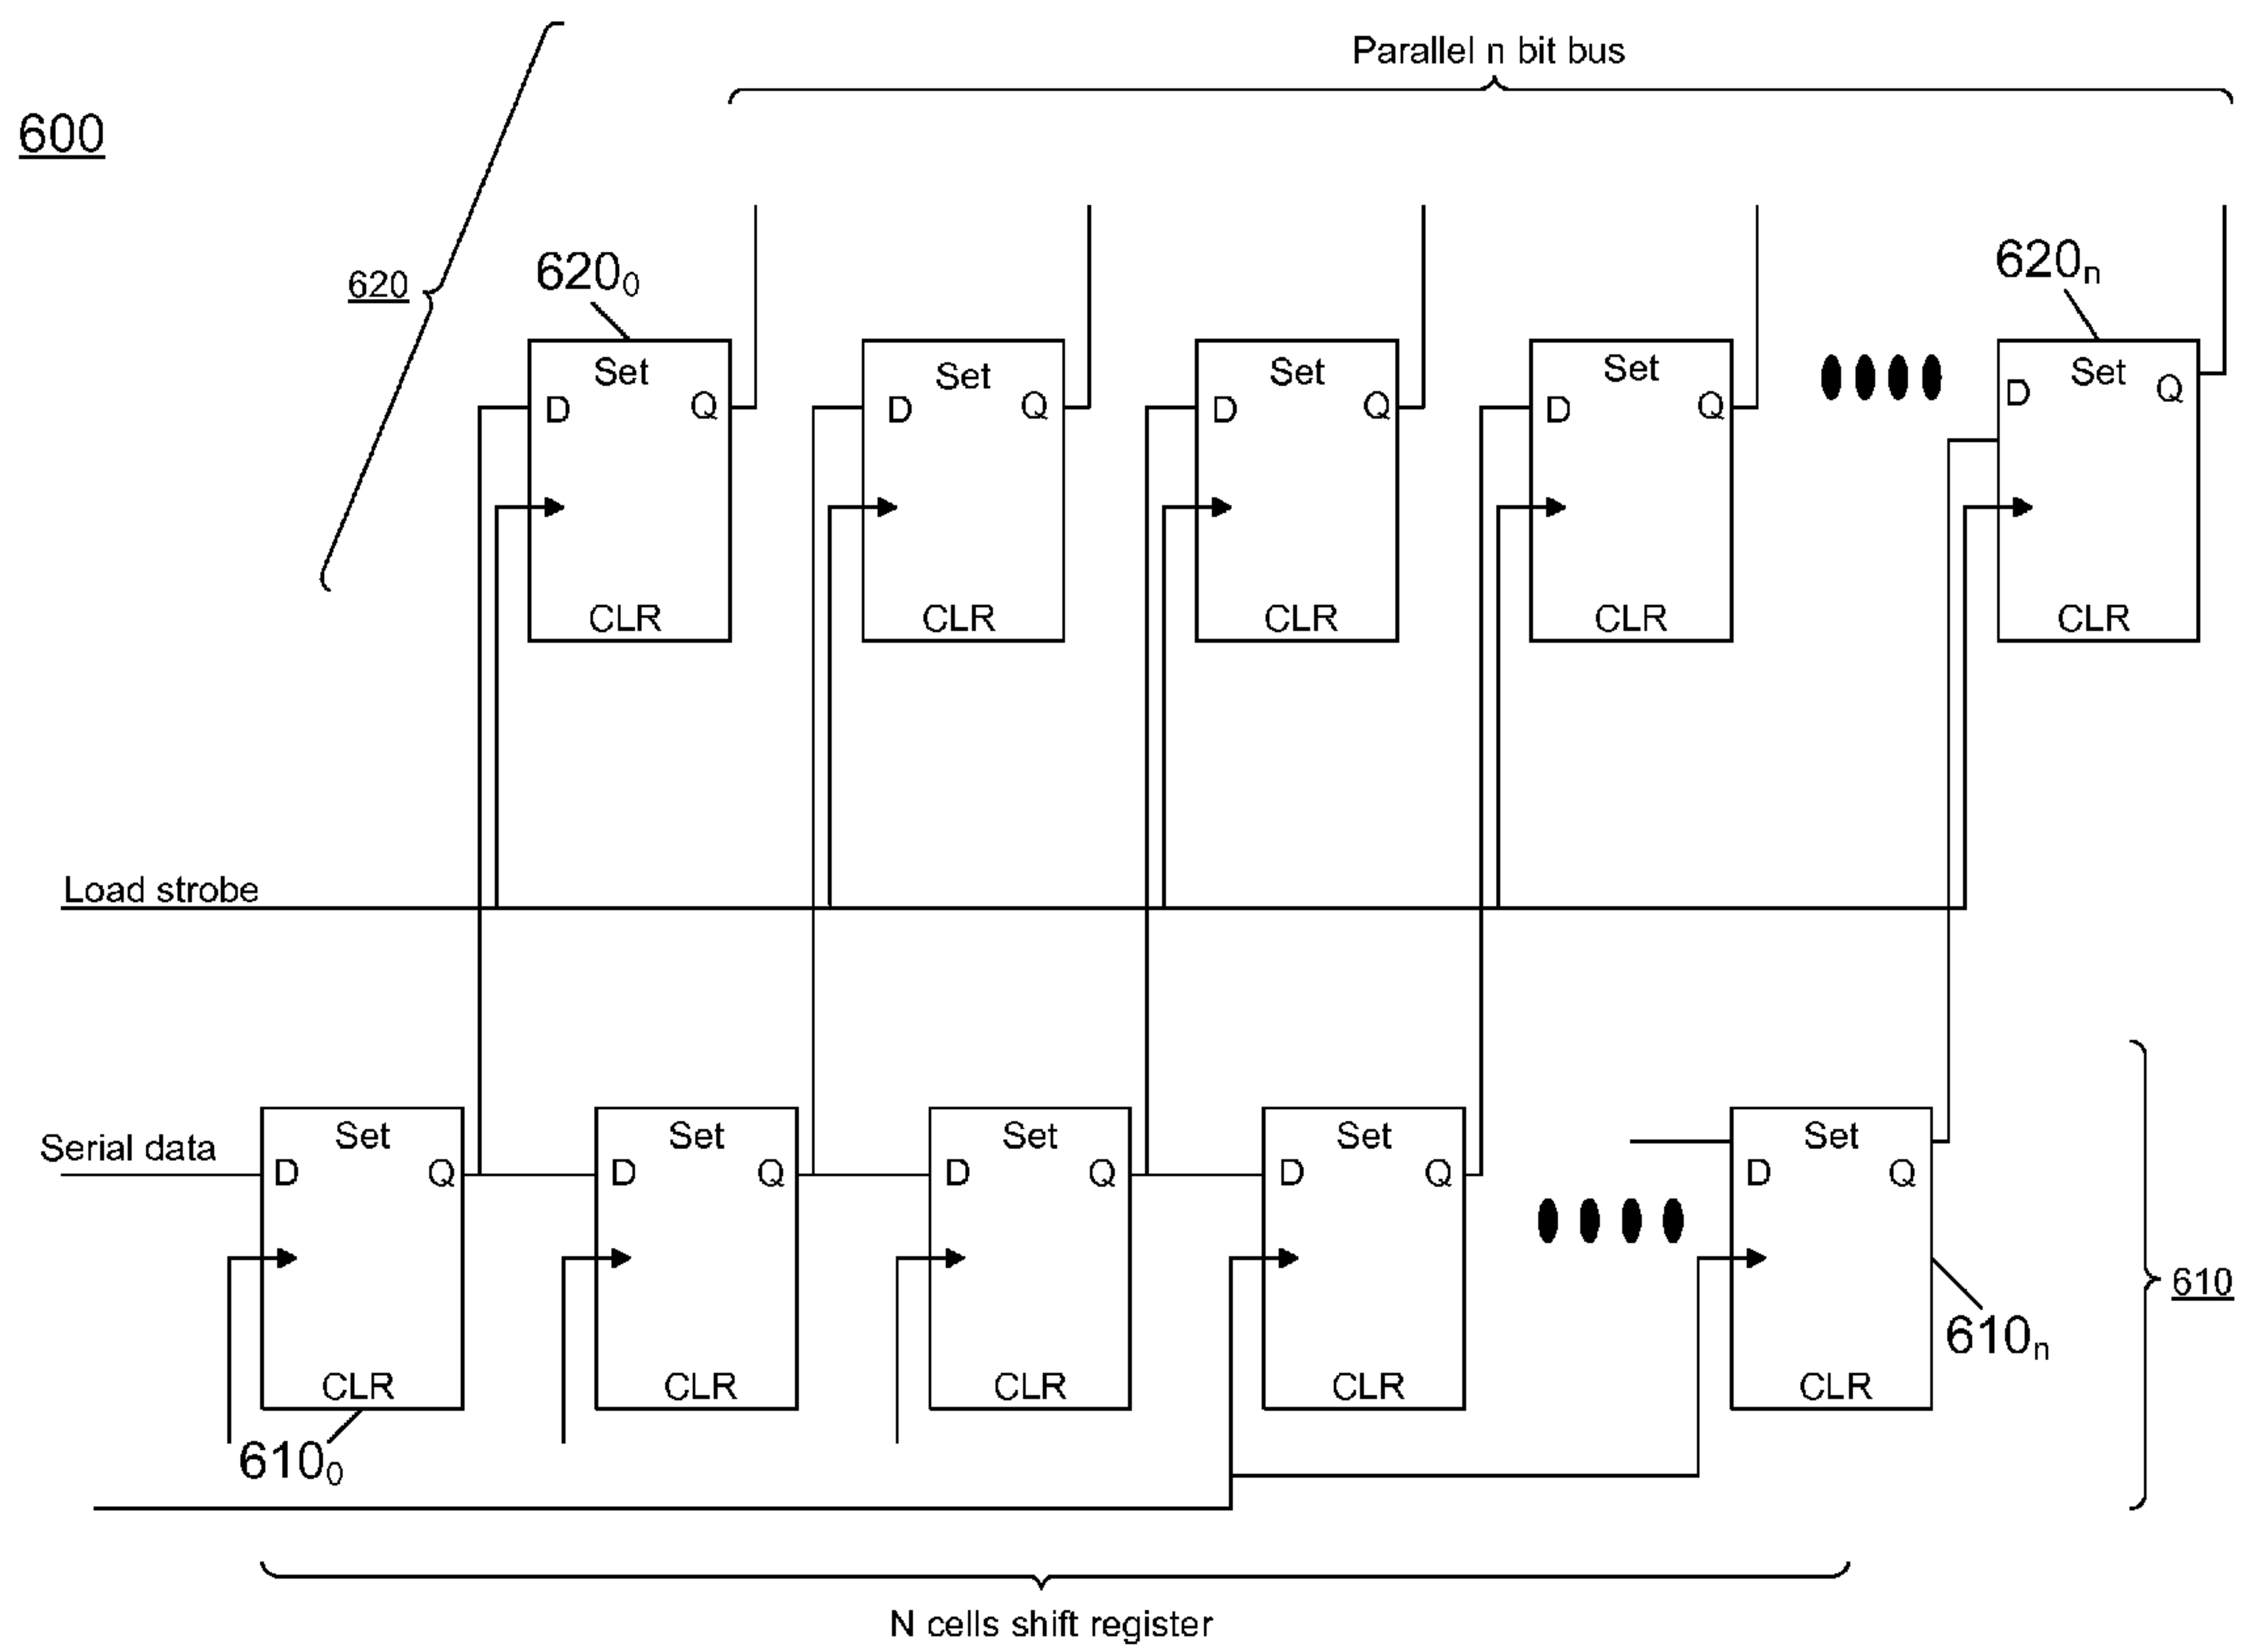 Parallel n bit bus
600
620
620₀
620ₙ
Set
Set
Set
Set
Set
D
Q
D
Q
D
Q
D
Q
D
Q
CLR
CLR
CLR
CLR
CLR
Load strobe
Serial data
Set
Set
Set
Set
Set
D
Q
D
Q
D
Q
D
Q
D
Q
610
610ₙ
CLR
CLR
CLR
CLR
CLR
610₀
N cells shift register